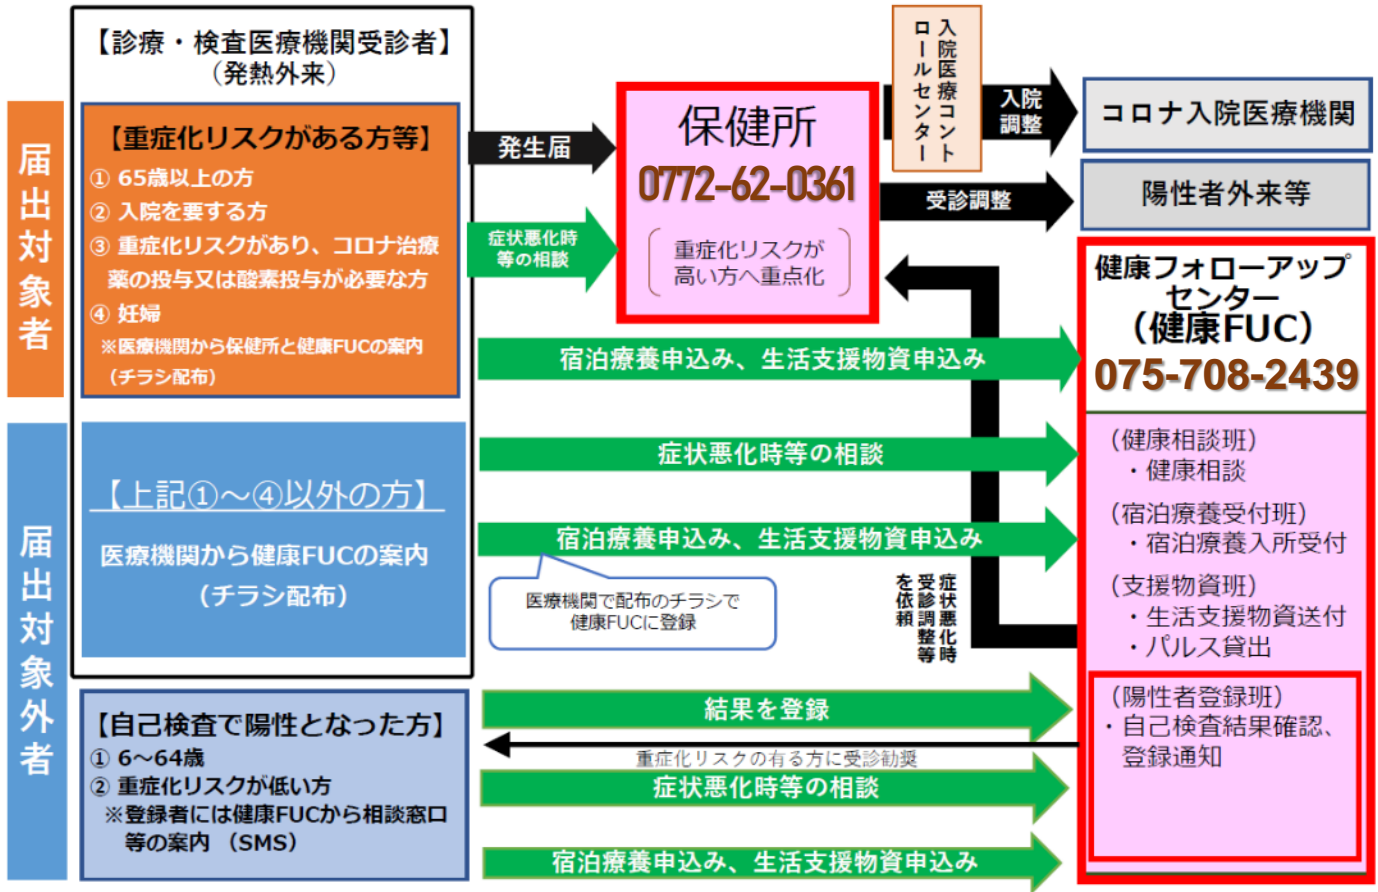 【診療・検査医療機関受診者】
（発熱外来）
届出対象者
【重症化リスクがある方等】
① 65歳以上の方
② 入院を要する方
③ 重症化リスクがあり、コロナ治療
薬の投与又は酸素投与が必要な方
④ 妊婦
※医療機関から保健所と健康FUCの案内
（チラシ配布）
発生届
症状悪化時
等の相談
保健所
0772-62-0361
重症化リスクが
高い方へ重点化
入院医療コント
ロールセンター
入院
調整
コロナ入院医療機関
受診調整
陽性者外来等
健康フォローアップ
センター
（健康FUC）
075-708-2439
宿泊療養申込み、生活支援物資申込み
届出対象外者
【上記①～④以外の方】
医療機関から健康FUCの案内
（チラシ配布）
症状悪化時等の相談
宿泊療養申込み、生活支援物資申込み
医療機関で配布のチラシで
健康FUCに登録
症状悪化時
受診調整等
を依頼
（健康相談班）
・健康相談
（宿泊療養受付班）
・宿泊療養入所受付
（支援物資班）
・生活支援物資送付
・パルス貸出
（陽性者登録班）
・自己検査結果確認、
登録通知
【自己検査で陽性となった方】
① 6～64歳
② 重症化リスクが低い方
※登録者には健康FUCから相談窓口
等の案内 （SMS）
結果を登録
重症化リスクの有る方に受診勧奨
症状悪化時等の相談
宿泊療養申込み、生活支援物資申込み